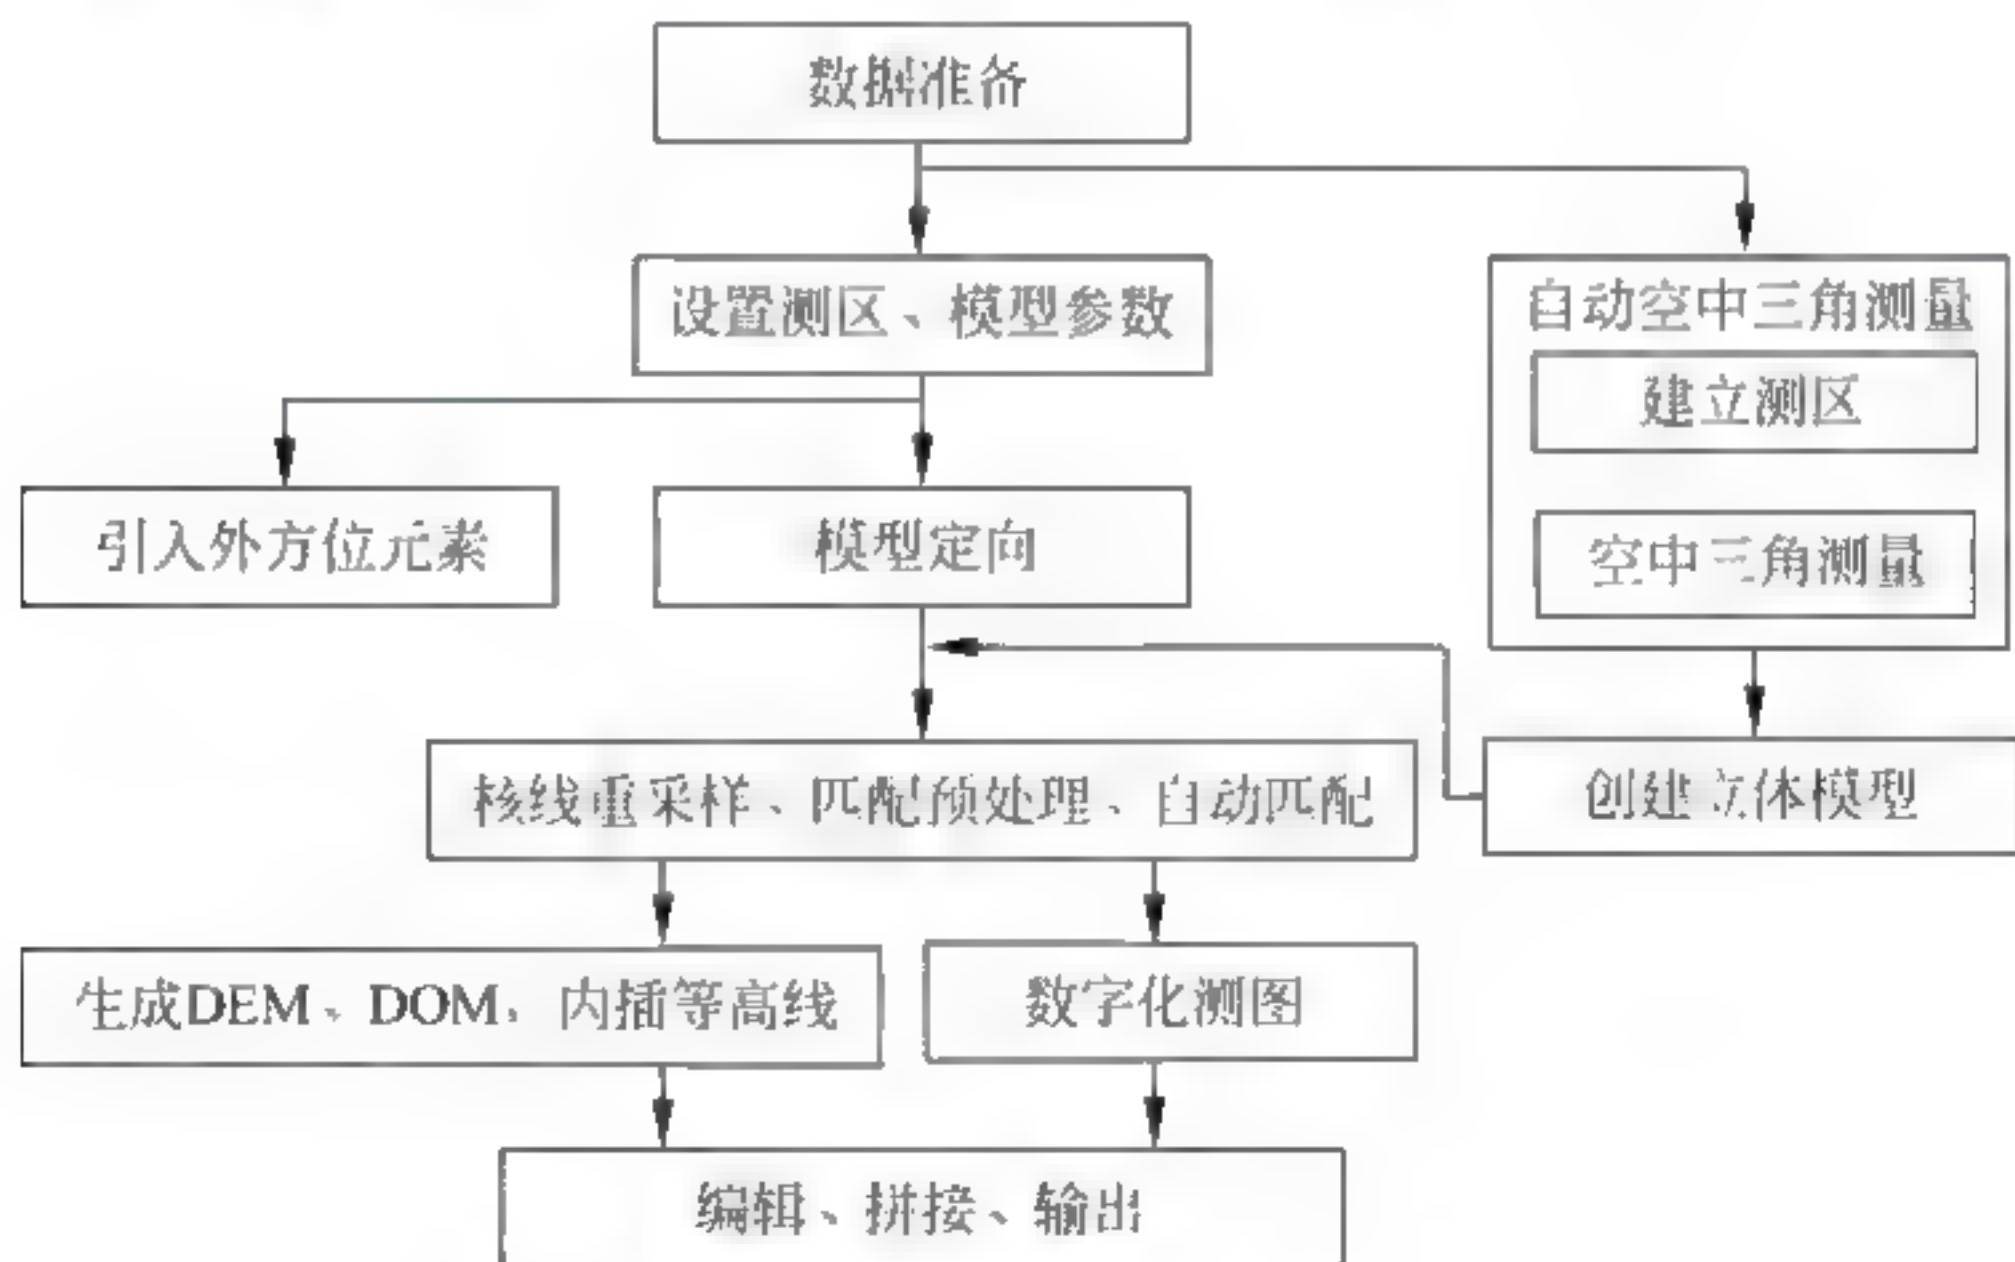 数据准备
设置测区、模型参数
自动空中三角测量
建立测区
引入外方位元素
模型定向
空中三角测量
核线重采样、匹配预处理、自动匹配
创建立体模型
生成DEM、DOM，内插等高线
数字化测图
编辑、拼接、输出